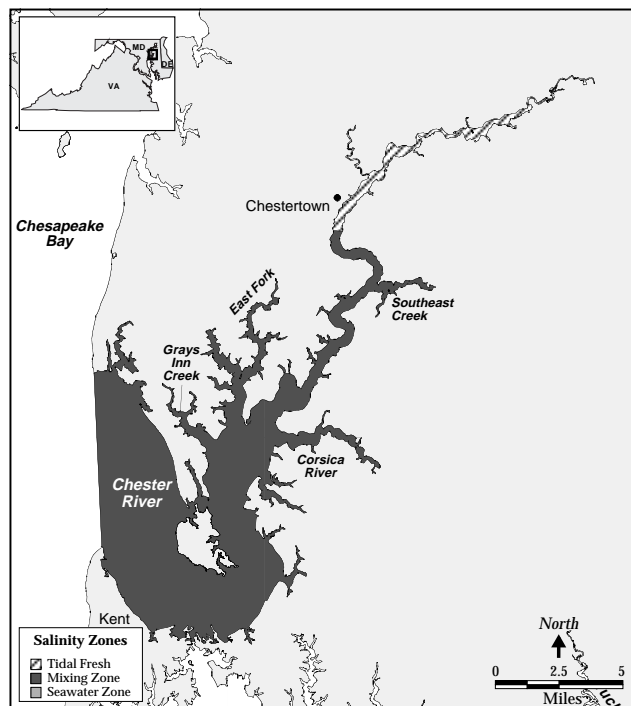 MD
DE
VA
Chestertown
Chesapeake
Bay
East Fork
Southeast
Creek
Grays
Inn
Creek
Corsica
River
Chester
River
Kent
Salinity Zones
Tidal Fresh
Mixing Zone
Seawater Zone
North
0 2.5 5
Miles